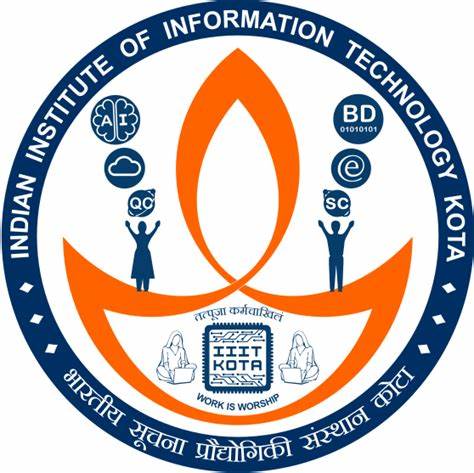 INDIAN INSTITUTE OF INFORMATION TECHNOLOGY KOTA
AI
BD
01010101
e
QC
SC
तत्पूजा कर्मचाखिलं
IIIT
KOTA
WORK IS WORSHIP
भारतीय सूचना प्रौद्योगिकी संस्थान कोटा